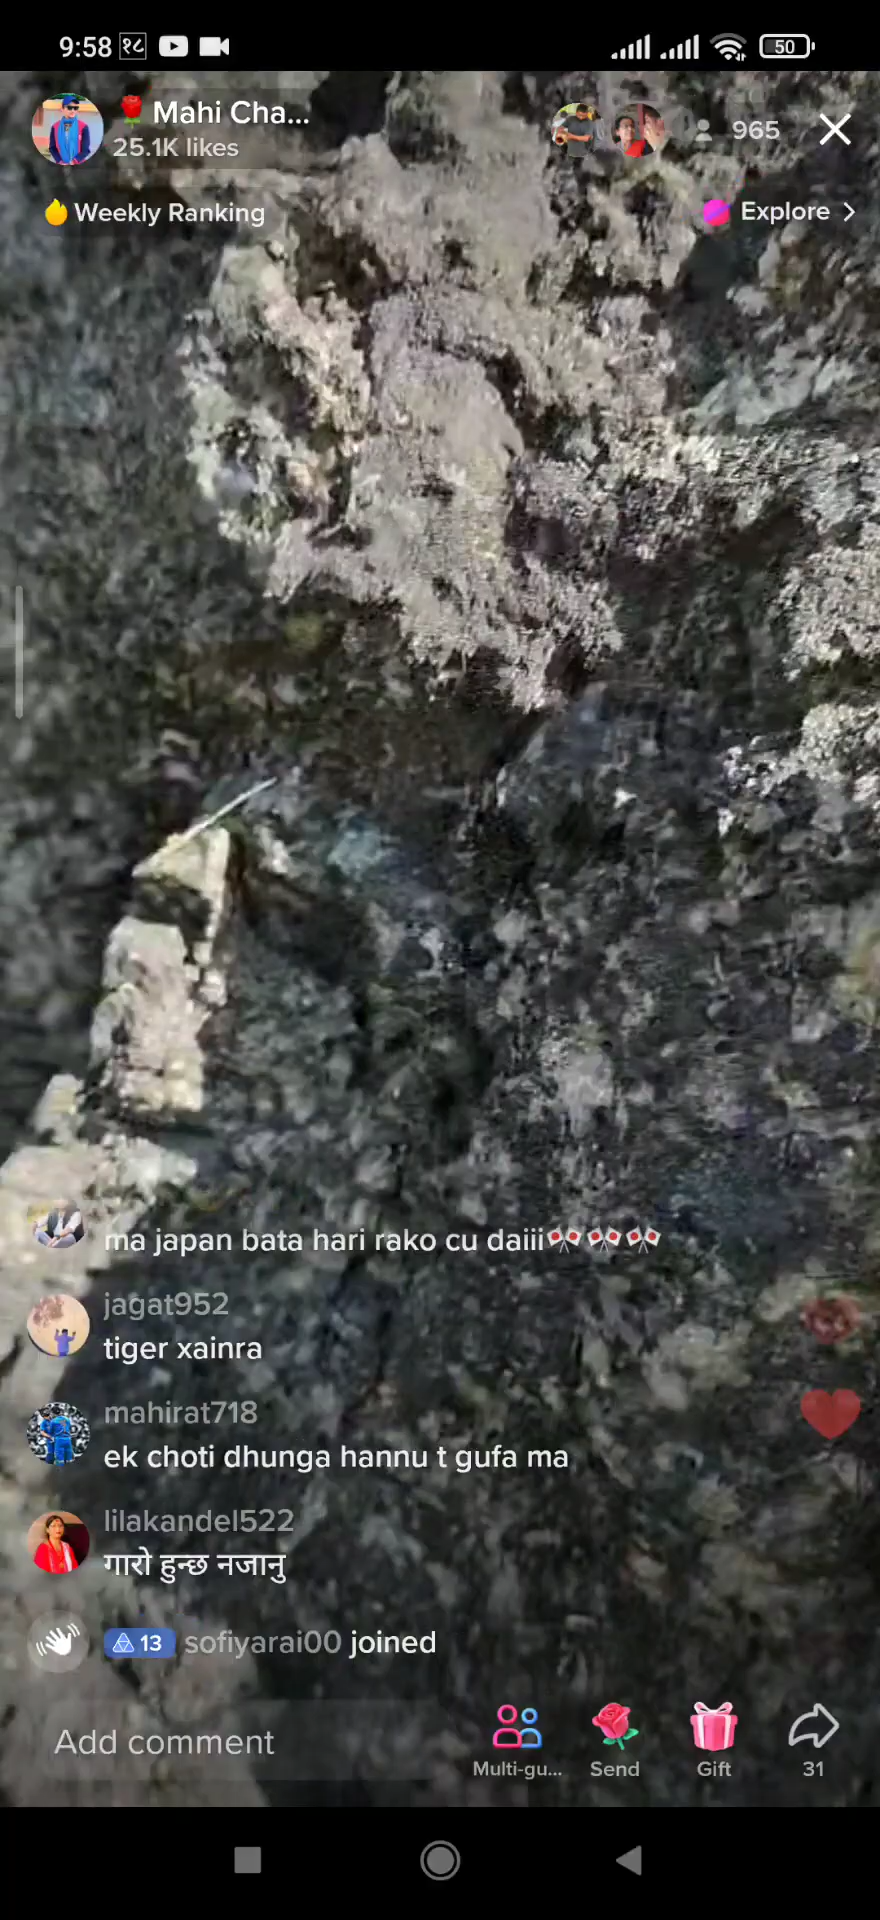 9:58 १८ 50
Mahi Cha...
25.1K likes
965
Weekly Ranking
Explore
ma japan bata hari rako cu daiii🇯🇵🇯🇵🇯🇵
jagat952
tiger xainra
mahirat718
ek choti dhunga hannu t gufa ma
lilakandel522
गारो हुन्छ नजानु
13 sofiyarai00 joined
Add comment
Multi-gu... Send Gift 31